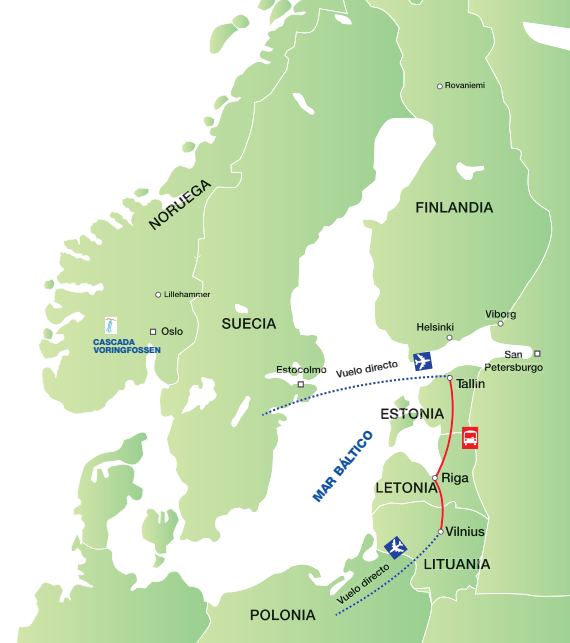 Rovaniemi
NORUEGA
FINLANDIA
Lillehammer
CASCADA
VORINGFOSSEN
Oslo
SUECIA
Helsinki
Viborg
San
Petersburgo
Estocolmo
Vuelo directo
Tallin
ESTONIA
MAR BÁLTICO
Riga
LETONIA
Vilnius
LITUANIA
Vuelo directo
POLONIA